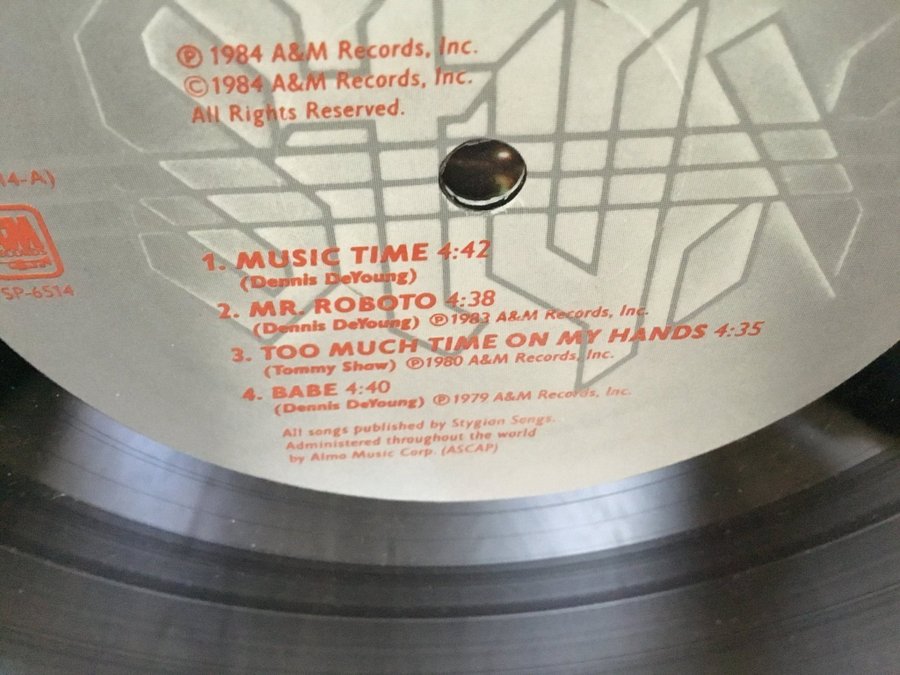 STYX
℗ 1984 A&M Records, Inc.
© 1984 A&M Records, Inc.
All Rights Reserved.
14-A)
&M
RECORDS
SP-6514
1. MUSIC TIME 4:42
(Dennis DeYoung)
2. MR. ROBOTO 4:38
(Dennis DeYoung) ℗ 1983 A&M Records, Inc.
3. TOO MUCH TIME ON MY HANDS 4:35
(Tommy Shaw) ℗ 1980 A&M Records, Inc.
4. BABE 4:40
(Dennis DeYoung) ℗ 1979 A&M Records, Inc.
All songs published by Stygian Songs.
Administered throughout the world
by Almo Music Corp. (ASCAP)